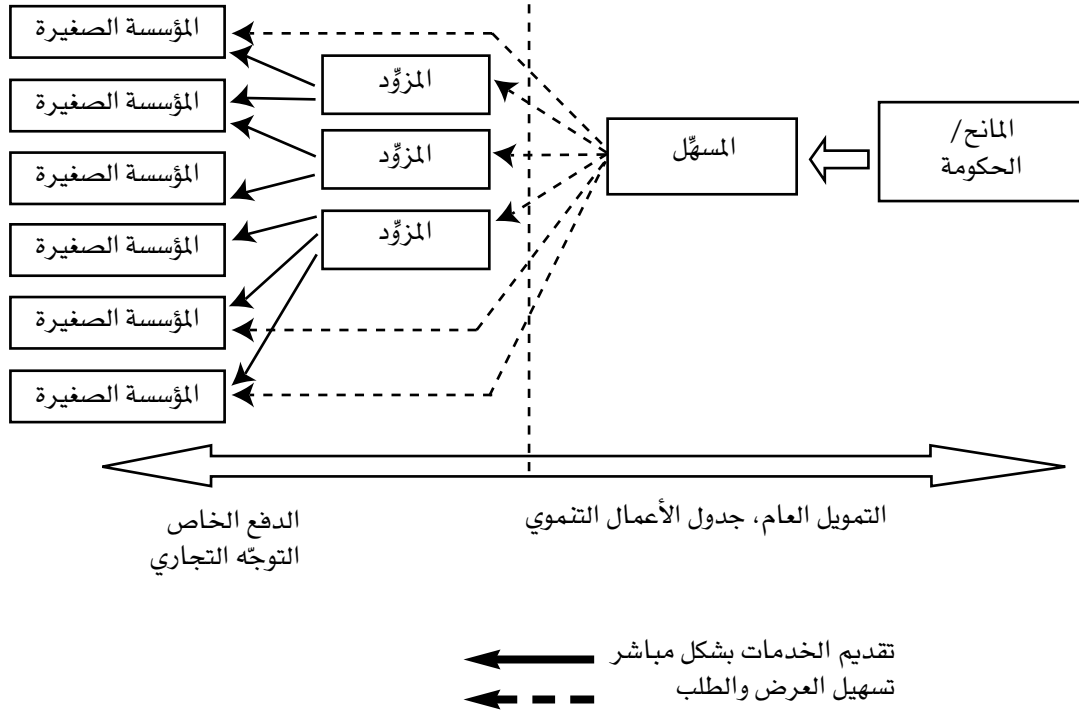 المانح/
الحكومة
المسهِّل
المزوِّد
المزوِّد
المزوِّد
المؤسسة الصغيرة
المؤسسة الصغيرة
المؤسسة الصغيرة
المؤسسة الصغيرة
المؤسسة الصغيرة
المؤسسة الصغيرة
التمويل العام، جدول الأعمال التنموي
الدفع الخاص
التوجّه التجاري
تقديم الخدمات بشكل مباشر
تسهيل العرض والطلب